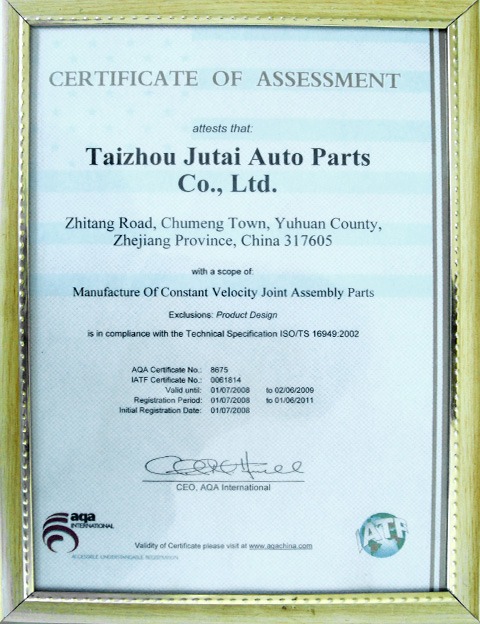 CERTIFICATE OF ASSESSMENT
attests that:
Taizhou Jutai Auto Parts
Co., Ltd.
Zhitang Road, Chumeng Town, Yuhuan County,
Zhejiang Province, China 317605
with a scope of:
Manufacture Of Constant Velocity Joint Assembly Parts
Exclusions: Product Design
is in compliance with the Technical Specification ISO/TS 16949:2002
AQA Certificate No.: 8675
IATF Certificate No.: 0061814
Valid until: 01/07/2008 to 02/06/2009
Registration Period: 01/07/2008 to 01/06/2011
Initial Registration Date: 01/07/2008
CEO, AQA International
aqa
INTERNATIONAL
IATF
Validity of Certificate please visit at www.aqachina.com
ACCESSIBLE UNDERSTANDABLE REGISTRATION